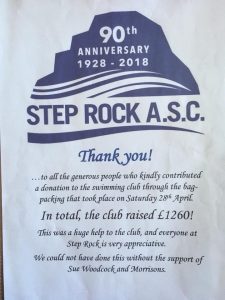 90th
ANNIVERSARY
1928 - 2018
STEP ROCK A.S.C.
Thank you!
…to all the generous people who kindly contributed
a donation to the swimming club through the bag-
packing that took place on Saturday 28th April.
In total, the club raised £1260!
This was a huge help to the club, and everyone at
Step Rock is very appreciative.
We could not have done this without the support of
Sue Woodcock and Morrisons.